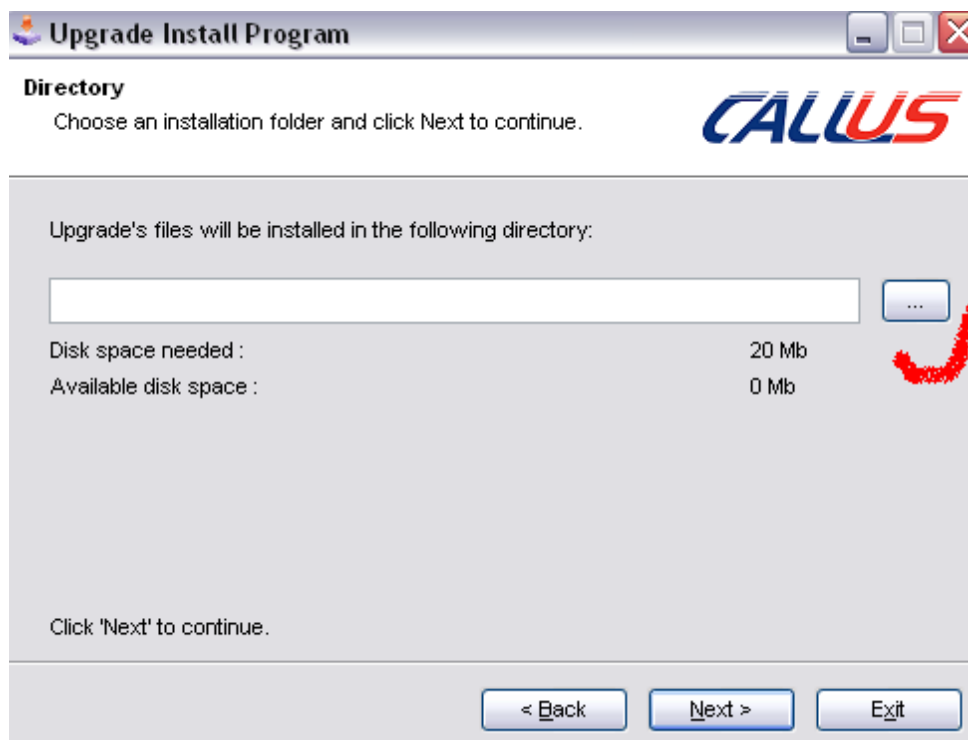 Upgrade Install Program
Directory
Choose an installation folder and click Next to continue.
CALLUS
Upgrade's files will be installed in the following directory:
...
Disk space needed : 20 Mb
Available disk space : 0 Mb
Click 'Next' to continue.
< Back Next > Exit